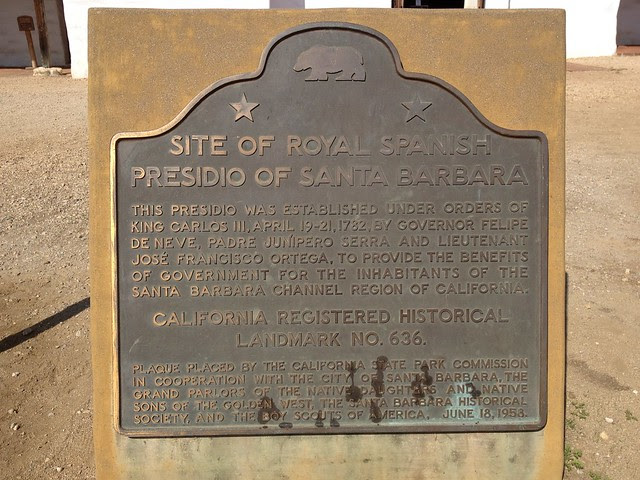 SITE OF ROYAL SPANISH
PRESIDIO OF SANTA BARBARA
THIS PRESIDIO WAS ESTABLISHED UNDER ORDERS OF
KING CARLOS III, APRIL 19-21, 1782, BY GOVERNOR FELIPE
DE NEVE, PADRE JUNÍPERO SERRA AND LIEUTENANT
JOSÉ FRANCISCO ORTEGA, TO PROVIDE THE BENEFITS
OF GOVERNMENT FOR THE INHABITANTS OF THE
SANTA BARBARA CHANNEL REGION OF CALIFORNIA.
CALIFORNIA REGISTERED HISTORICAL
LANDMARK NO. 636.
PLAQUE PLACED BY THE CALIFORNIA STATE PARK COMMISSION
IN COOPERATION WITH THE CITY OF SANTA BARBARA, THE
GRAND PARLORS OF THE NATIVE DAUGHTERS AND NATIVE
SONS OF THE GOLDEN WEST, THE SANTA BARBARA HISTORICAL
SOCIETY, AND THE BOY SCOUTS OF AMERICA. JUNE 18, 1958.